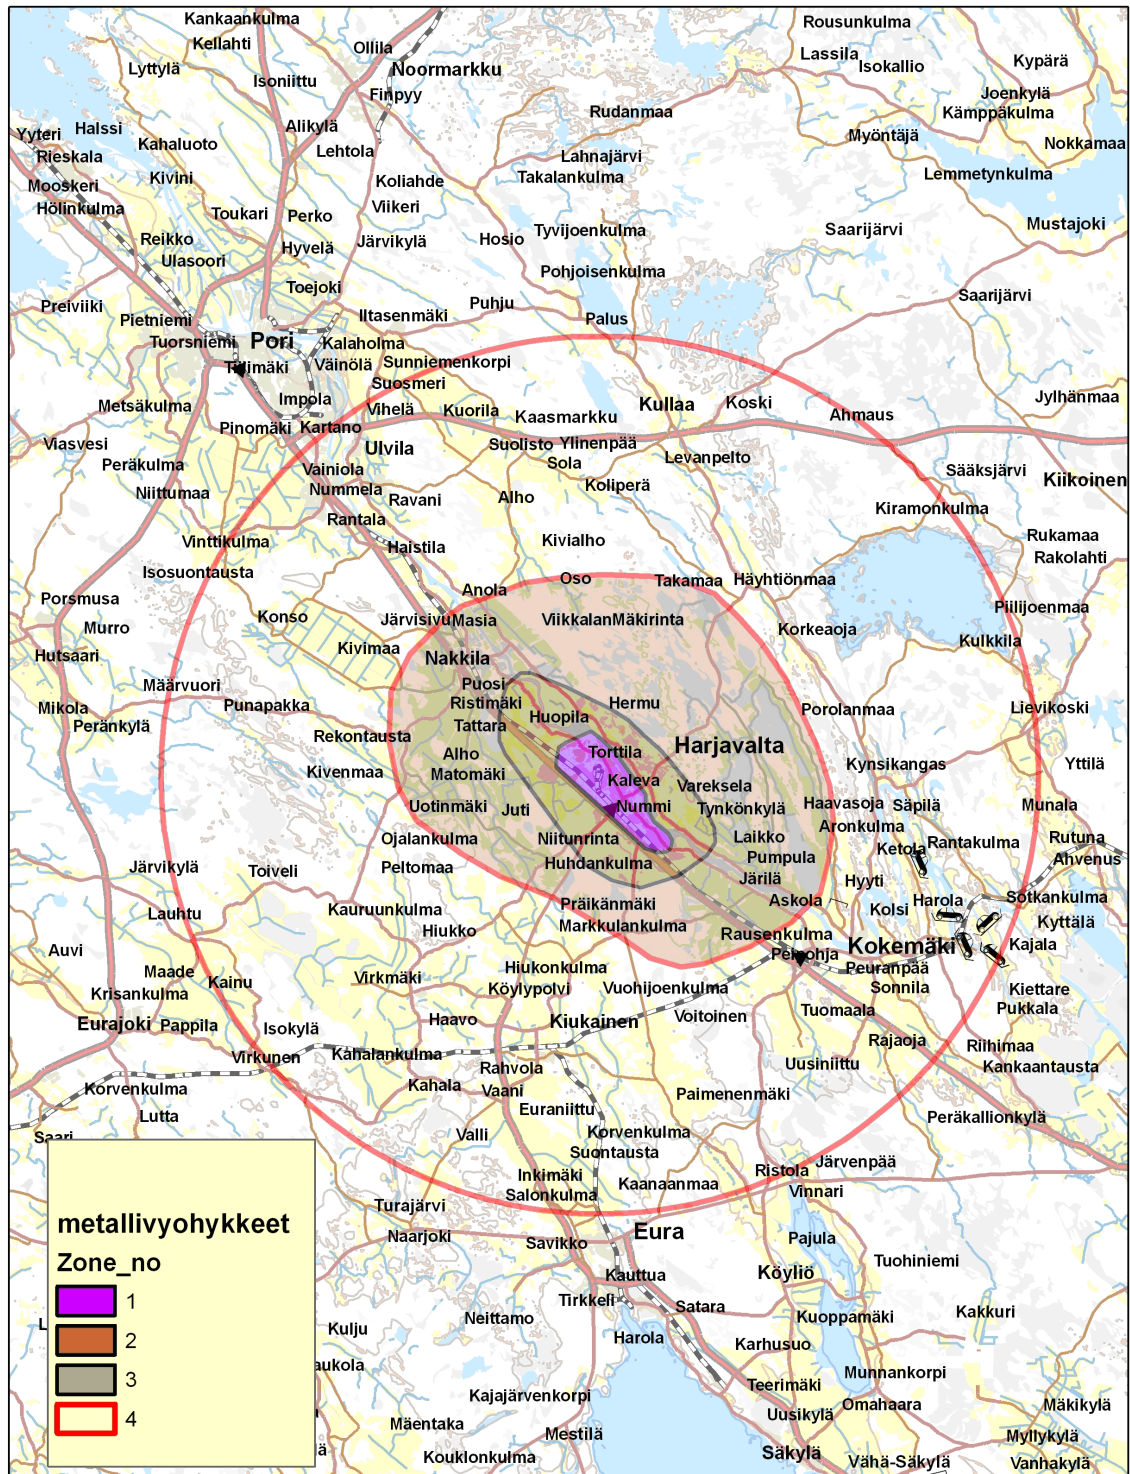 Kankaankulma
Rousunkulma
Kellahti
Ollila
Lassila
Isokallio
Kypärä
Lyttylä
Isoniittu
Noormarkku
Finpyy
Joenkylä
Kämppäkulma
Rudanmaa
Yyteri
Halssi
Alikylä
Myöntäjä
Nokkamaa
Kahaluoto
Rieskala
Lehtola
Lahnajärvi
Takalankulma
Lemmetynkulma
Mooskeri
Kivini
Koliahde
Hölinkulma
Toukari
Perko
Viikeri
Mustajoki
Reikko
Hyvelä
Järvikylä
Hosio
Tyvijoenkulma
Saarijärvi
Ulasoori
Pohjoisenkulma
Toejoki
Saarijärvi
Preiviiki
Puhju
Pietniemi
Iltasenmäki
Palus
Tuorsniemi
Pori
Kalaholma
Väinölä
Sunniemenkorpi
Tiilimäki
Suosmeri
Metsäkulma
Impola
Vihelä
Kuorila
Kaasmarkku
Kullaa
Koski
Ahmaus
Jylhänmaa
Pinomäki
Kartano
Viasvesi
Ulvila
Suolisto
Ylinenpää
Levanpelto
Peräkulma
Vainiola
Sola
Sääksjärvi
Kiikoinen
Niittumaa
Nummela
Ravani
Alho
Koliperä
Kiramonkulma
Rantala
Vinttikulma
Haistila
Kivialho
Rukamaa
Rakolahti
Isosuontausta
Anola
Oso
Takamaa
Häyhtiönmaa
Porsmusa
Konso
Järvisivu
Masia
Viikkalan
Mäkirinta
Piilijoenmaa
Murro
Korkeaoja
Kulkkila
Hutsaari
Kivimaa
Nakkila
Määrvuori
Puosi
Mikola
Punapakka
Ristimäki
Hermu
Porolanmaa
Lievikoski
Peränkylä
Tattara
Huopila
Rekontausta
Torttila
Harjavalta
Kivenmaa
Alho
Matomäki
Kaleva
Vareksela
Kynsikangas
Yttilä
Uotinmäki
Juti
Nummi
Tynkönkylä
Haavasoja
Säpilä
Munala
Ojalankulma
Niitunrinta
Laikko
Aronkulma
Ketola
Rantakulma
Rutuna
Järvikylä
Toiveli
Peltomaa
Huhdankulma
Pumpula
Ahvenus
Järilä
Hyyti
Lauhtu
Kauruunkulma
Präikänmäki
Askola
Kolsi
Harola
Sotkankulma
Kyttälä
Auvi
Hiukko
Markkulankulma
Rausenkulma
Kokemäki
Kajala
Maade
Kainu
Virkmäki
Hiukonkulma
Peuranpää
Krisankulma
Köylypolvi
Vuohijoenkulma
Sonnila
Kiettare
Pukkala
Eurajoki
Pappila
Isokylä
Haavo
Kiukainen
Voitoinen
Tuomaala
Virkunen
Kahalankulma
Rahvola
Uusiniittu
Rajaoja
Riihimaa
Kankaantausta
Korvenkulma
Kahala
Vaani
Paimenenmäki
Lutta
Euraniittu
Peräkallionkylä
Saari
Valli
Korvenkulma
Suontausta
Inkimäki
Kaanaanmaa
Ristola
Järvenpää
Salonkulma
Vinnari
Turajärvi
Naarjoki
Savikko
Eura
Pajula
Tuohiniemi
Kauttua
Köyliö
Tirkkeli
Satara
Kuoppamäki
Kakkuri
Neittamo
Kulju
Harola
Karhusuo
aukola
Munnankorpi
Teerimäki
Kajajärvenkorpi
Omahaara
Mäkikylä
Mäentaka
Mestilä
Uusikylä
Myllykylä
Kouklonkulma
Säkylä
Vähä-Säkylä
Vanhakylä
metallivyohykkeet
Zone_no
1
2
3
4